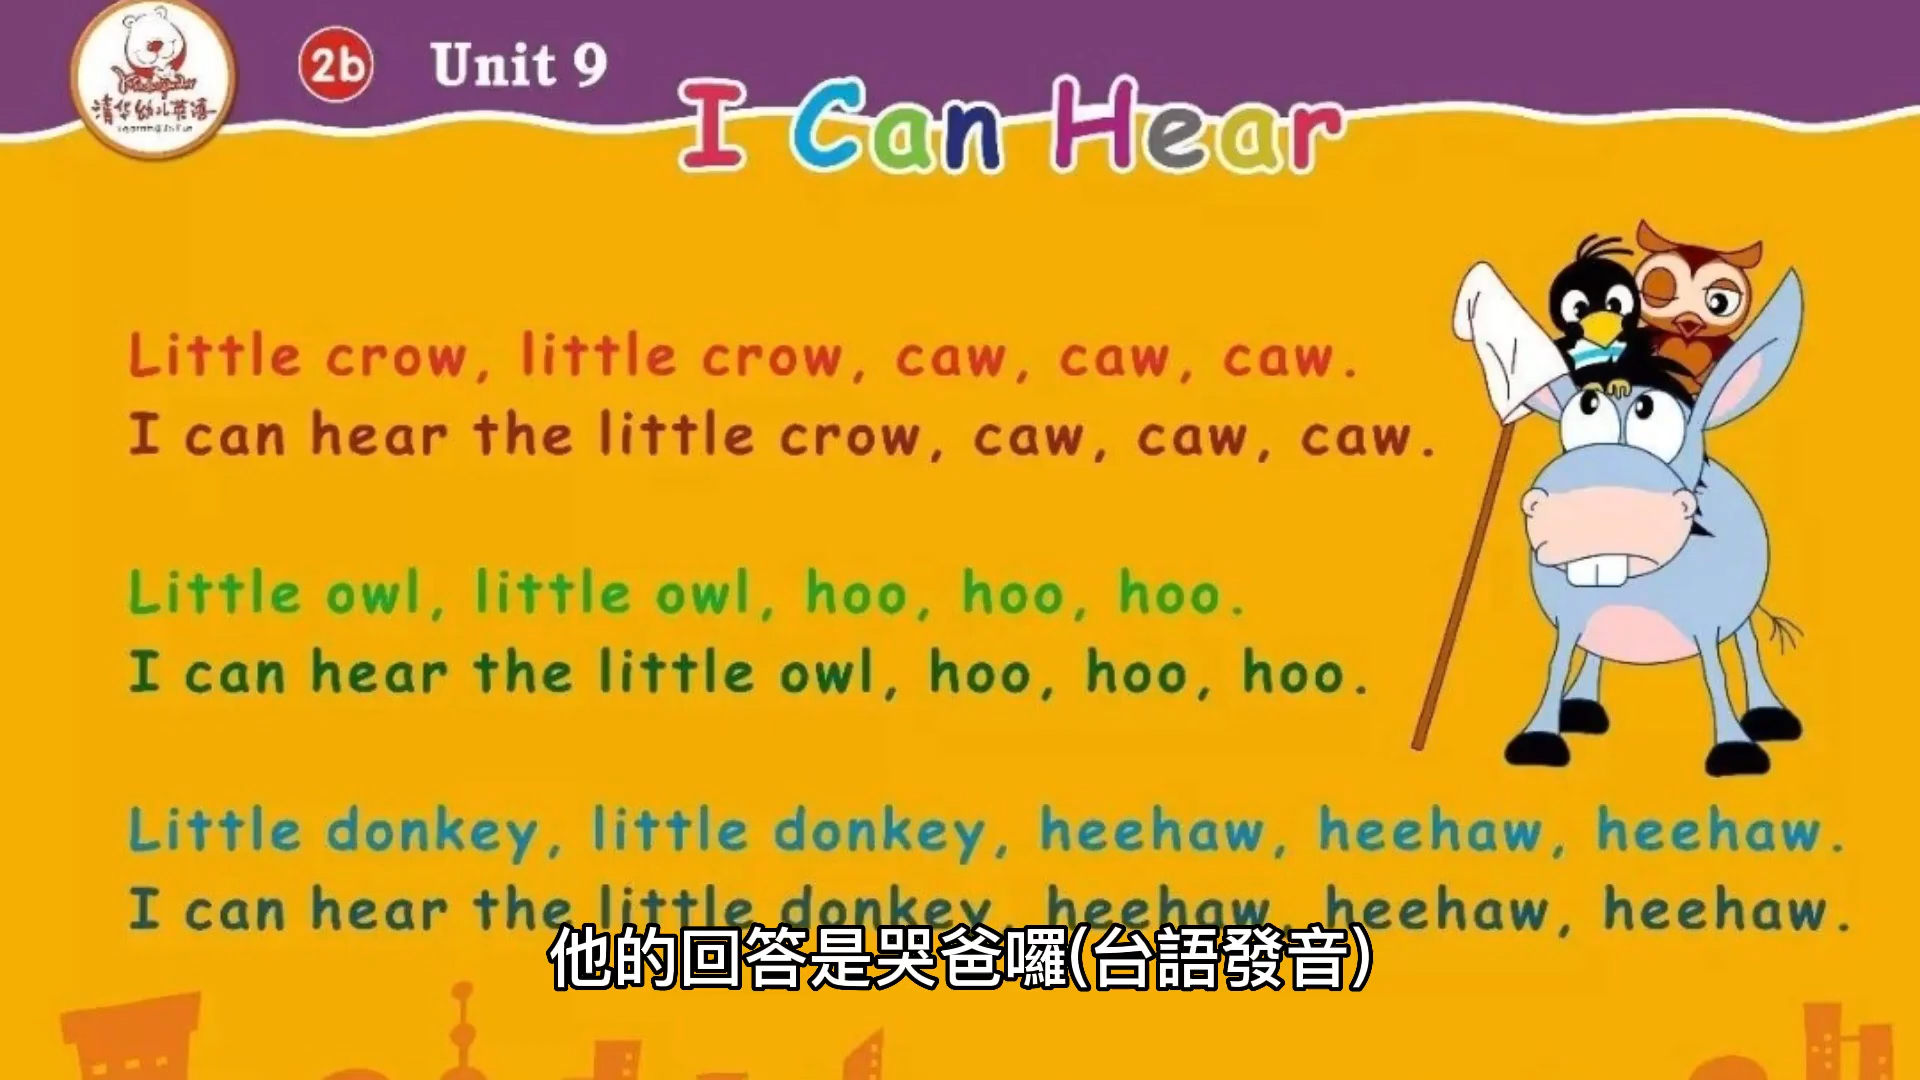 清华幼儿英语
2b Unit 9
I Can Hear
Little crow, little crow, caw, caw, caw.
I can hear the little crow, caw, caw, caw.
Little owl, little owl, hoo, hoo, hoo.
I can hear the little owl, hoo, hoo, hoo.
Little donkey, little donkey, heehaw, heehaw, heehaw.
I can hear the little donkey, heehaw, heehaw, heehaw.
他的回答是哭爸囉(台語發音)